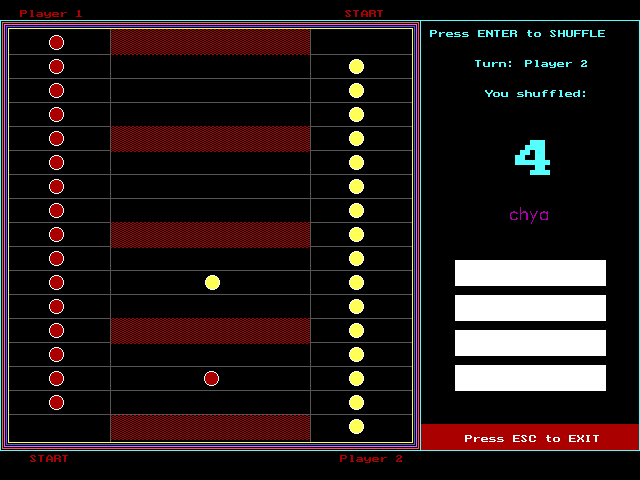 Player 1
START
Press ENTER to SHUFFLE
Turn: Player 2
You shuffled:
4
chya
Press ESC to EXIT
START
Player 2